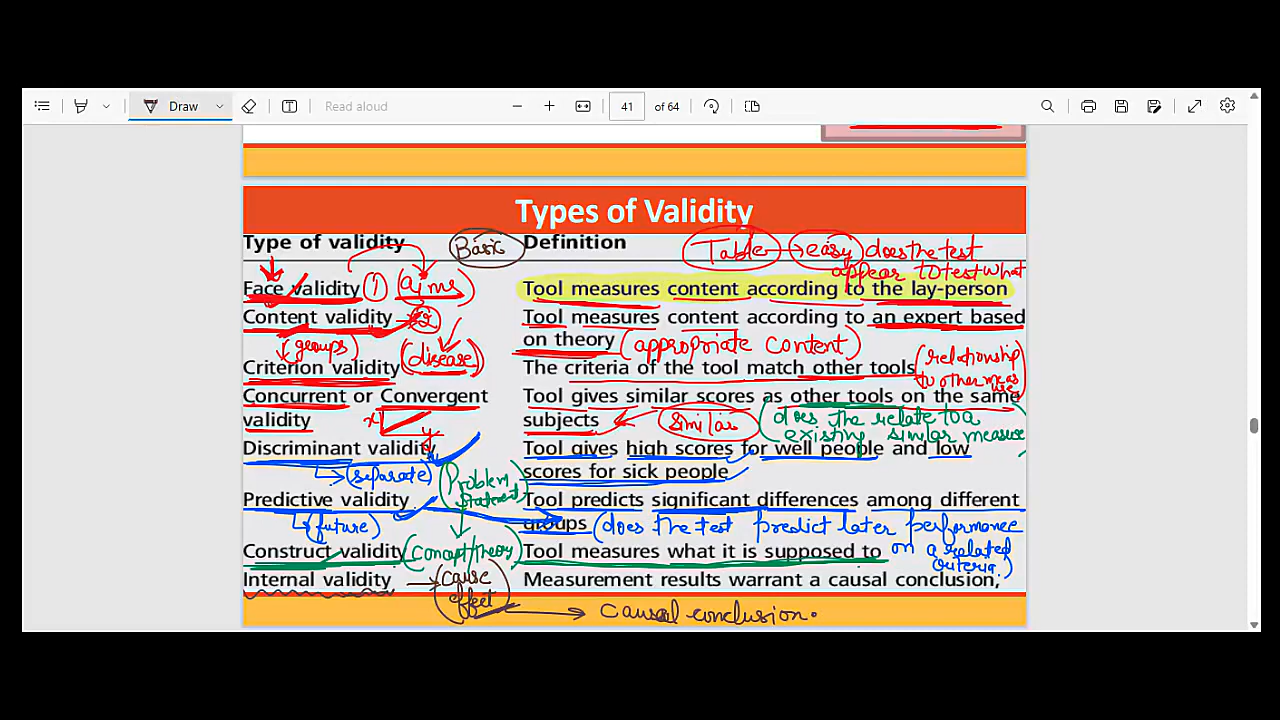 Draw
Read aloud
41 of 64
Types of Validity
Type of validity Basic Definition Table → easy does the test
appear to test what
Face validity 1 (aims) Tool measures content according to the lay-person
Content validity → 2 Tool measures content according to an expert based
on theory (appropriate content)
(groups) (disease)
Criterion validity The criteria of the tool match other tools (relationship
to other measures)
Concurrent or Convergent Tool gives similar scores as other tools on the same
validity x y subjects ← similar (does the relate to a
existing similar measure
Discriminant validity Tool gives high scores for well people and low
scores for sick people
(separate) (Problem
statement)
Predictive validity Tool predicts significant differences among different
groups (does the test predict later performance
on a related
criteria)
(future)
Construct validity (concept/theory) Tool measures what it is supposed to
Internal validity → (cause Measurement results warrant a causal conclusion,
effect) → causal conclusion.